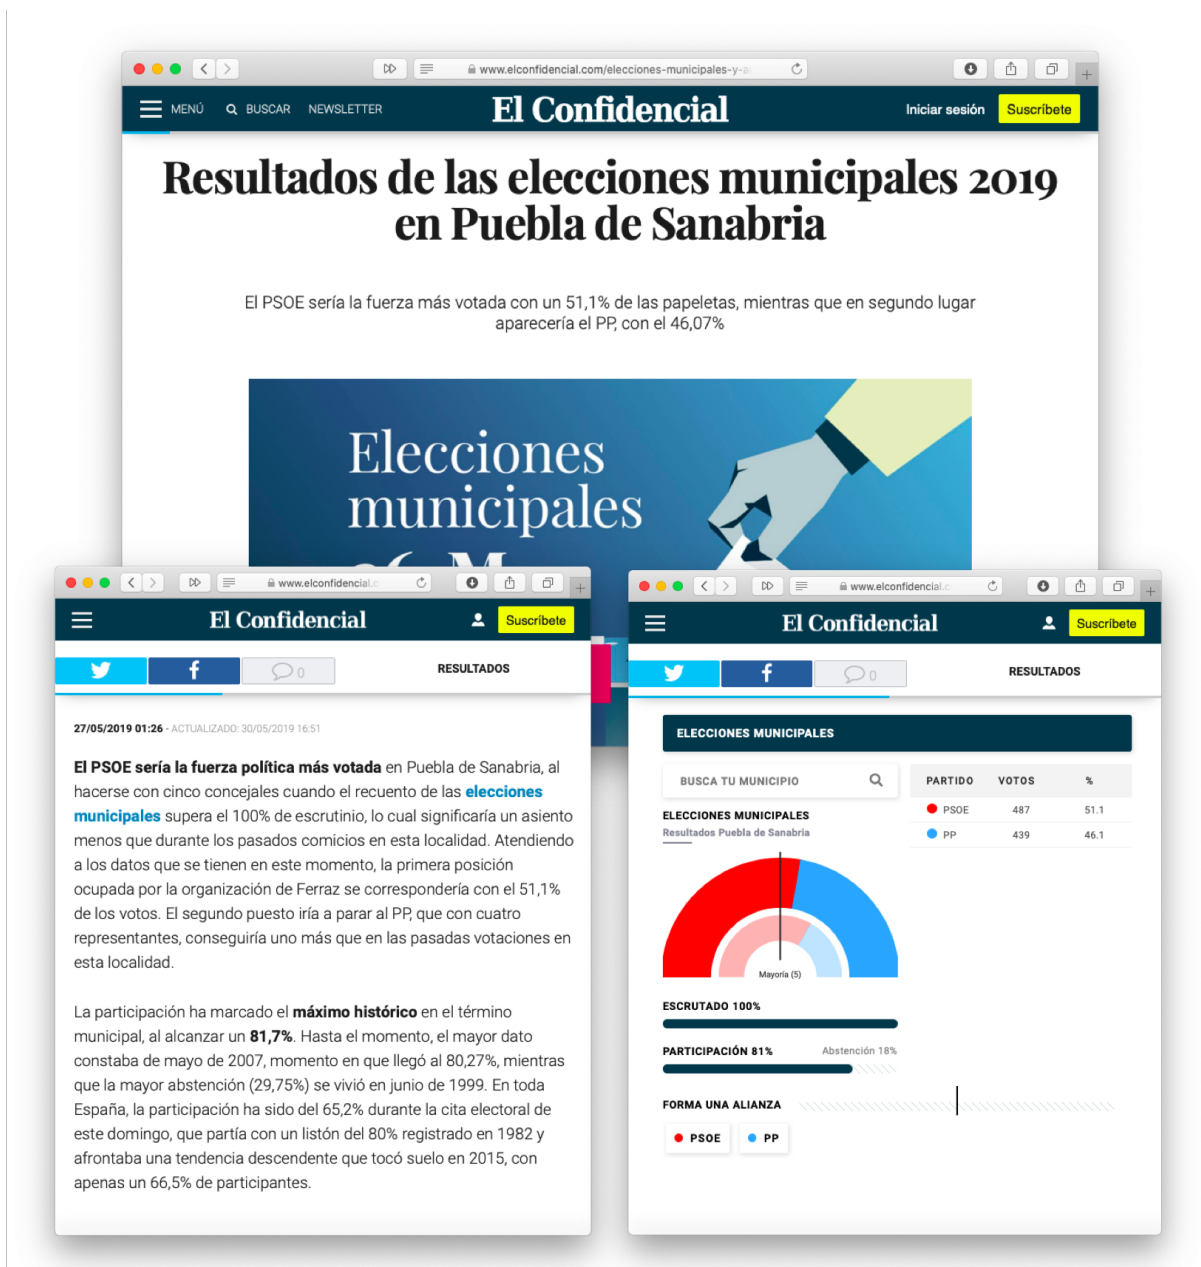 www.elconfidencial.com/elecciones-municipales-y-a
MENÚ BUSCAR NEWSLETTER El Confidencial Iniciar sesión Suscríbete
Resultados de las elecciones municipales 2019
en Puebla de Sanabria
El PSOE sería la fuerza más votada con un 51,1% de las papeletas, mientras que en segundo lugar
aparecería el PP, con el 46,07%
Elecciones
municipales
www.elconfidencial.c
El Confidencial Suscríbete
0 RESULTADOS
27/05/2019 01:26 - ACTUALIZADO: 30/05/2019 16:51
El PSOE sería la fuerza política más votada en Puebla de Sanabria, al
hacerse con cinco concejales cuando el recuento de las elecciones
municipales supera el 100% de escrutinio, lo cual significaría un asiento
menos que durante los pasados comicios en esta localidad. Atendiendo
a los datos que se tienen en este momento, la primera posición
ocupada por la organización de Ferraz se correspondería con el 51,1%
de los votos. El segundo puesto iría a parar al PP, que con cuatro
representantes, conseguiría uno más que en las pasadas votaciones en
esta localidad.
La participación ha marcado el máximo histórico en el término
municipal, al alcanzar un 81,7%. Hasta el momento, el mayor dato
constaba de mayo de 2007, momento en que llegó al 80,27%, mientras
que la mayor abstención (29,75%) se vivió en junio de 1999. En toda
España, la participación ha sido del 65,2% durante la cita electoral de
este domingo, que partía con un listón del 80% registrado en 1982 y
afrontaba una tendencia descendente que tocó suelo en 2015, con
apenas un 66,5% de participantes.
www.elconfidencial.c
El Confidencial Suscríbete
0 RESULTADOS
ELECCIONES MUNICIPALES
BUSCA TU MUNICIPIO
ELECCIONES MUNICIPALES
Resultados Puebla de Sanabria
Mayoría (5)
PARTIDO VOTOS %
PSOE 487 51.1
PP 439 46.1
ESCRUTADO 100%
PARTICIPACIÓN 81% Abstención 18%
FORMA UNA ALIANZA
PSOE PP